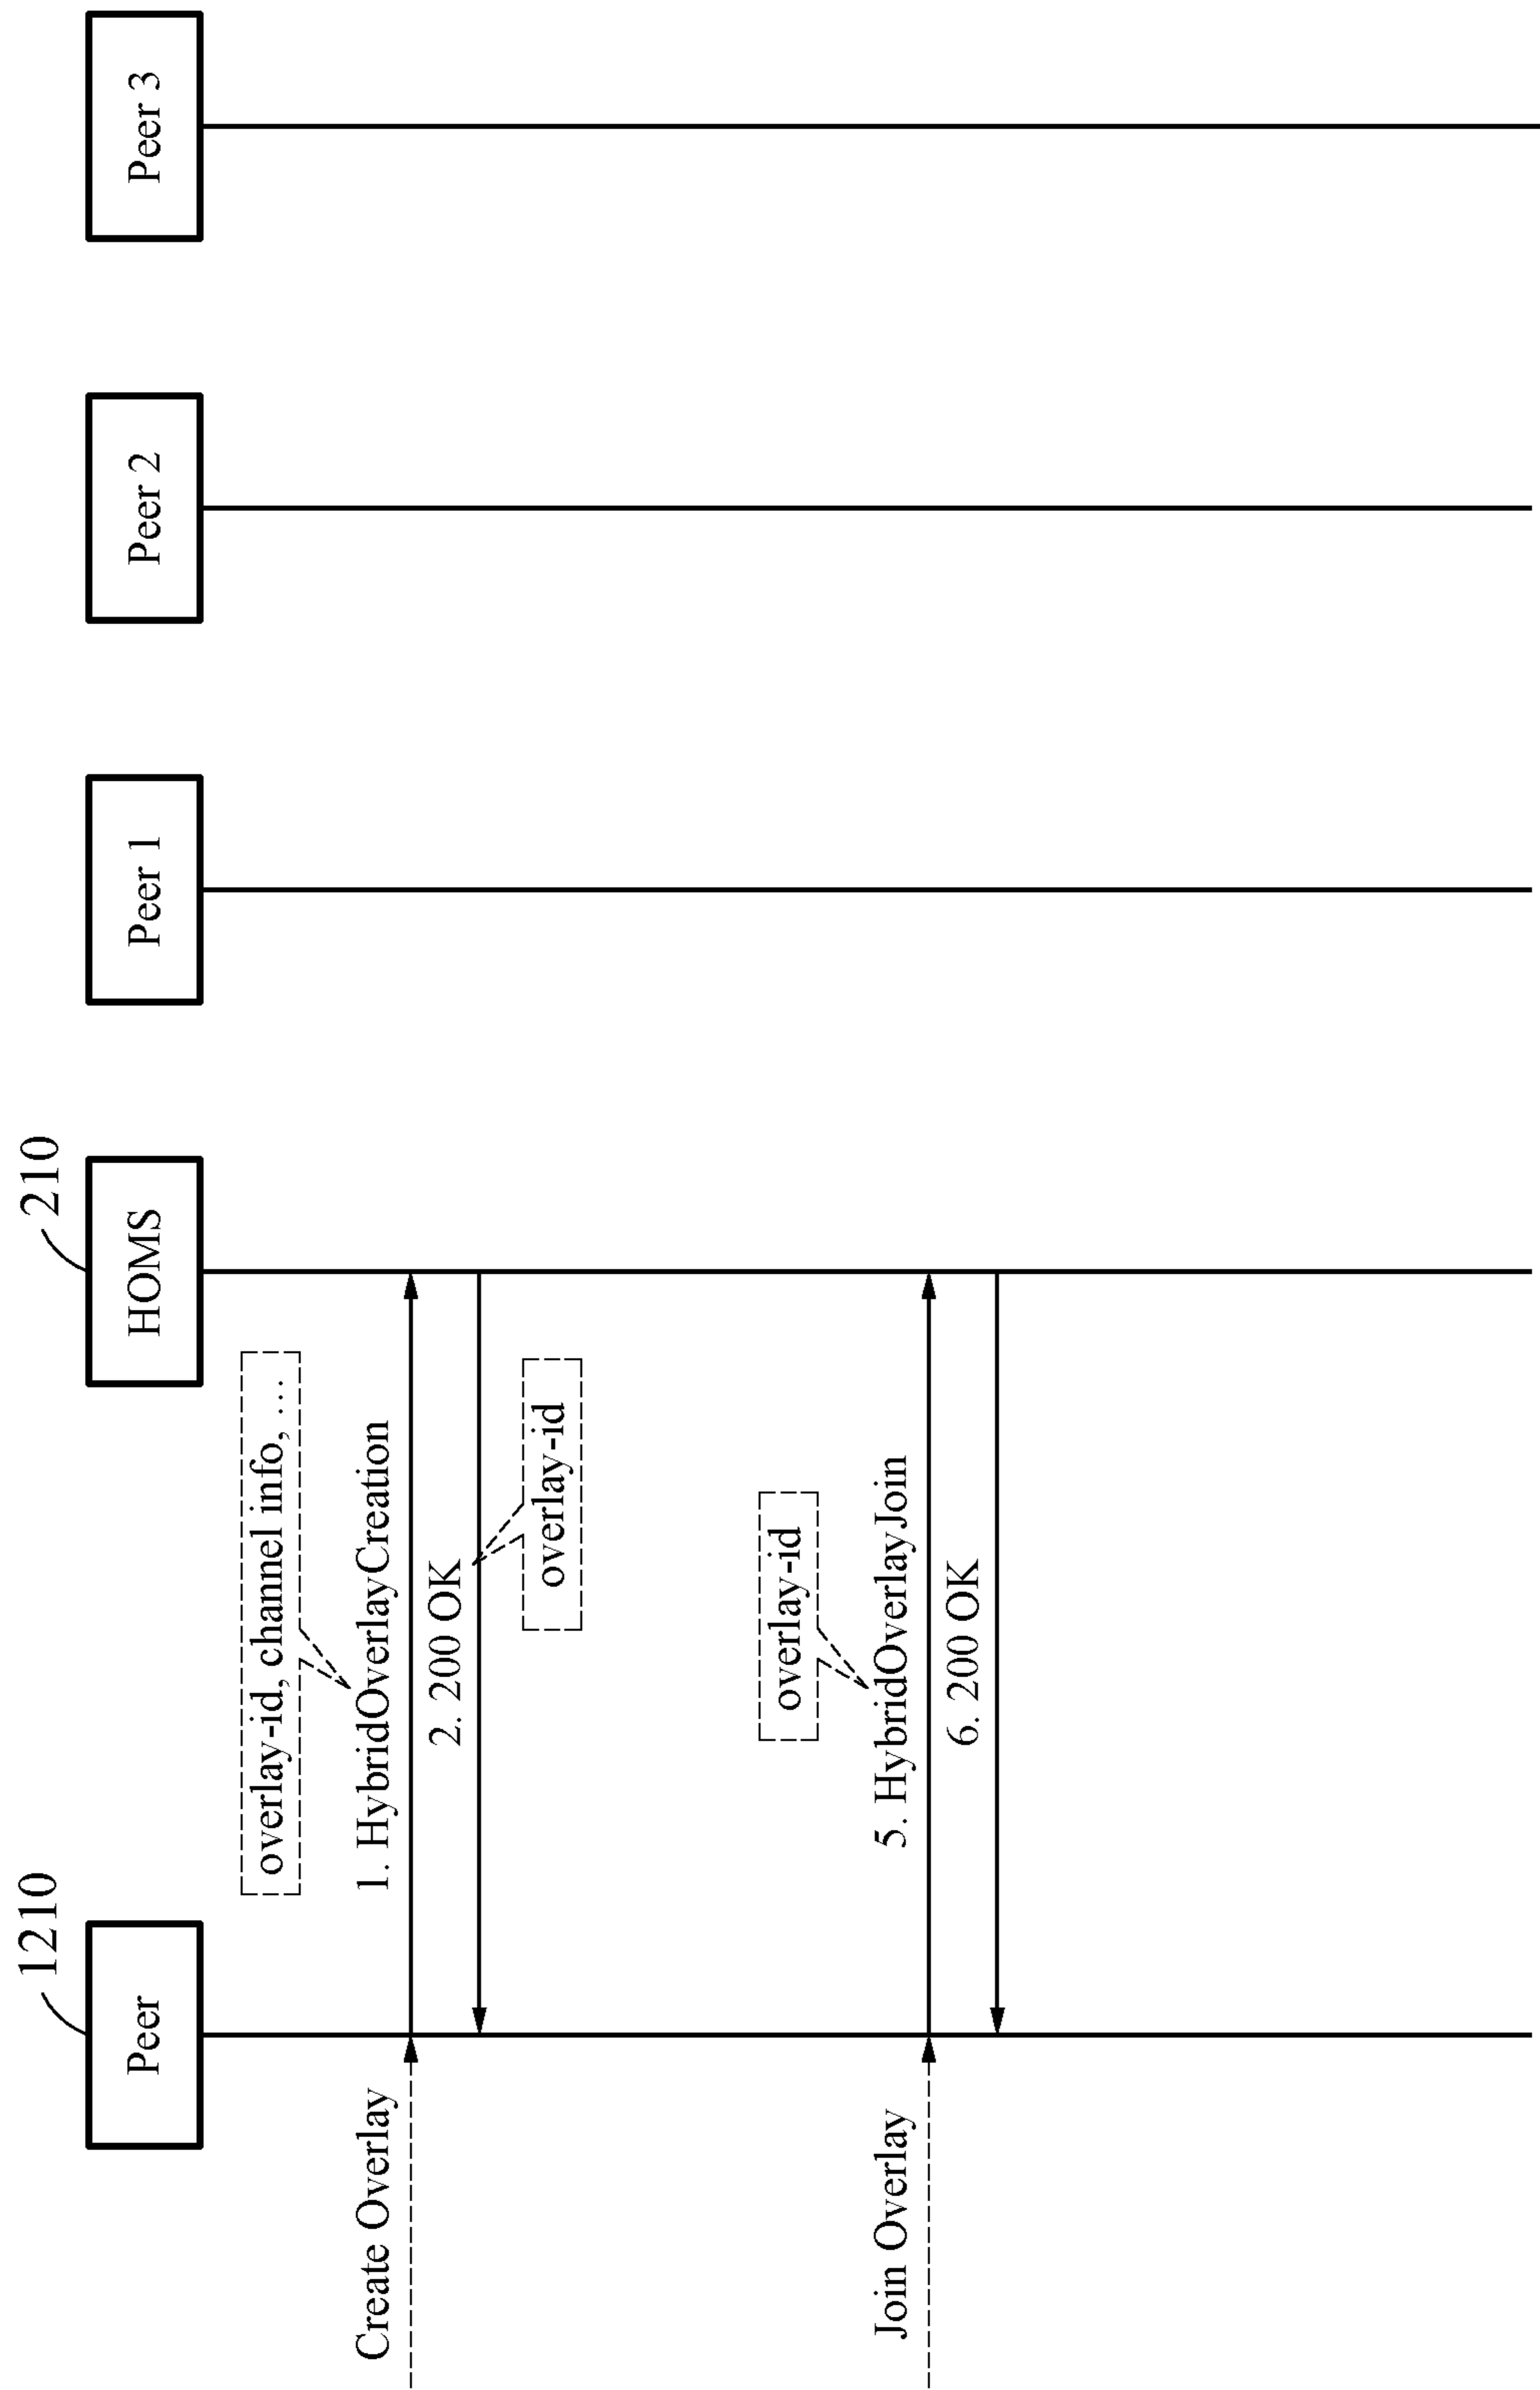 1210
210
Peer
HOMS
Peer 1
Peer 2
Peer 3
overlay-id, channel info, …
Create Overlay
1. HybridOverlayCreation
2. 200 OK
overlay-id
overlay-id
Join Overlay
5. HybridOverlayJoin
6. 200 OK